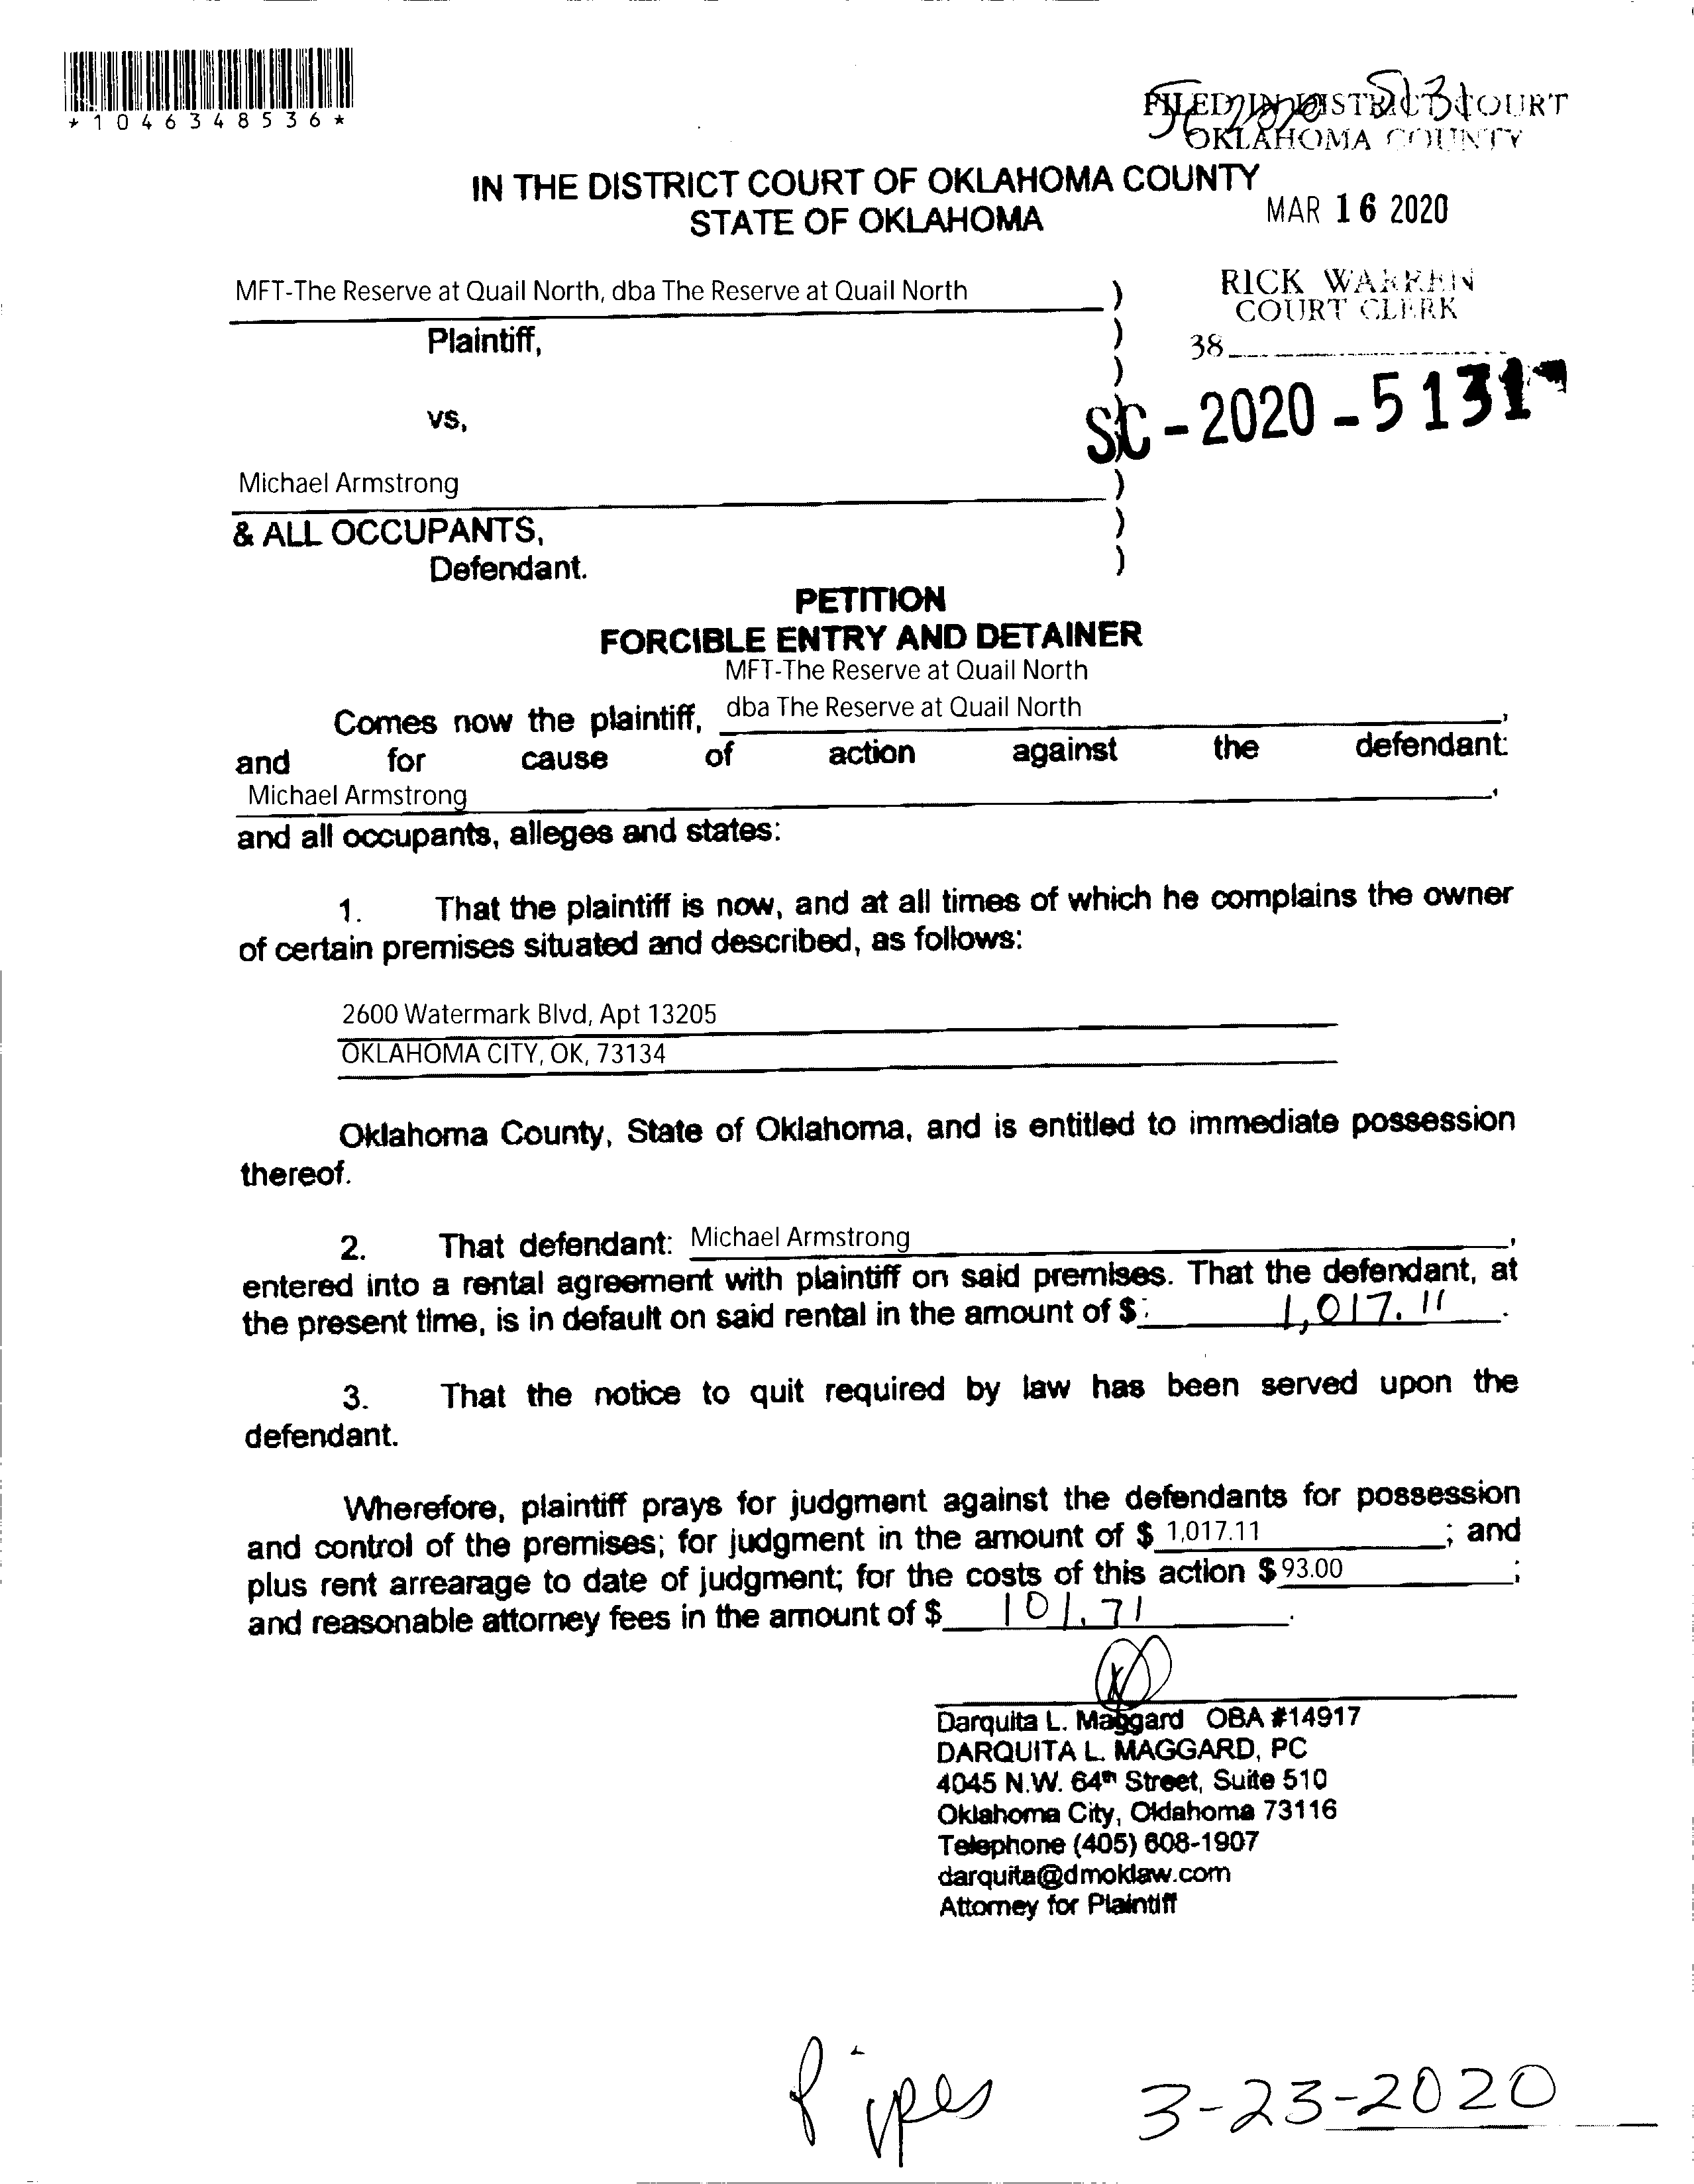 *1046348536*
SC 2020 5131
FILED IN DISTRICT COURT
OKLAHOMA COUNTY
IN THE DISTRICT COURT OF OKLAHOMA COUNTY
STATE OF OKLAHOMA
MAR 16 2020
MFT-The Reserve at Quail North, dba The Reserve at Quail North )
RICK WARREN
COURT CLERK
Plaintiff, )
38
)
vs,
SC-2020-5131
Michael Armstrong )
& ALL OCCUPANTS, )
Defendant. )
PETITION
FORCIBLE ENTRY AND DETAINER
MFT-The Reserve at Quail North
Comes now the plaintiff, dba The Reserve at Quail North,
and for cause of action against the defendant:
Michael Armstrong,
and all occupants, alleges and states:
1. That the plaintiff is now, and at all times of which he complains the owner
of certain premises situated and described, as follows:
2600 Watermark Blvd, Apt 13205
OKLAHOMA CITY, OK, 73134
Oklahoma County, State of Oklahoma, and is entitled to immediate possession
thereof.
2. That defendant: Michael Armstrong,
entered into a rental agreement with plaintiff on said premises. That the defendant, at
the present time, is in default on said rental in the amount of $: 1,017.11.
3. That the notice to quit required by law has been served upon the
defendant.
Wherefore, plaintiff prays for judgment against the defendants for possession
and control of the premises; for judgment in the amount of $ 1,017.11; and
plus rent arrearage to date of judgment; for the costs of this action $93.00;
and reasonable attorney fees in the amount of $ 101.71.
Darquita L. Maggard OBA #14917
DARQUITA L. MAGGARD, PC
4045 N.W. 64th Street, Suite 510
Oklahoma City, Oklahoma 73116
Telephone (405) 608-1907
darquita@dmoklaw.com
Attorney for Plaintiff
Pipes 3-23-2020